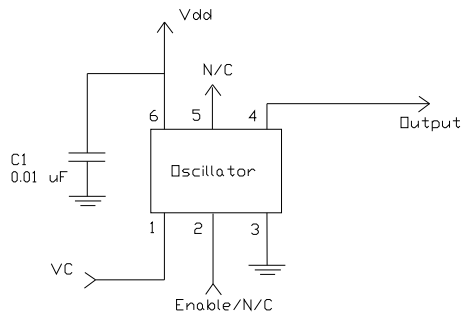 Vdd
N/C
6 5 4
Output
C1
0.01 uF
Oscillator
1 2 3
VC
Enable/N/C